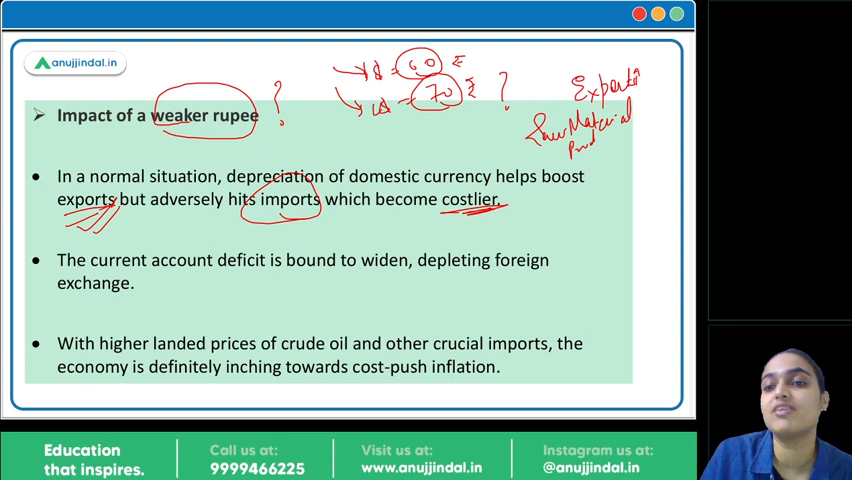 anujjindal.in
1$ = 60 ₹
1$ = 70 ₹
?
?
Raw Material
Prod
Impact of a weaker rupee
In a normal situation, depreciation of domestic currency helps boost
exports but adversely hits imports which become costlier.
The current account deficit is bound to widen, depleting foreign
exchange.
With higher landed prices of crude oil and other crucial imports, the
economy is definitely inching towards cost-push inflation.
Education
that inspires.
Call us at:
9999466225
Visit us at:
www.anujjindal.in
Instagram us at:
@anujjindal.in